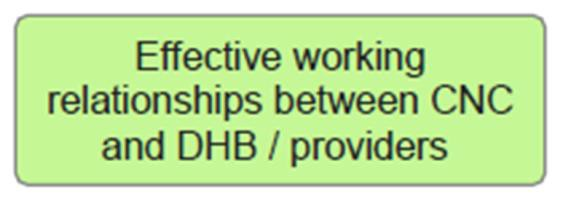 Effective working
relationships between CNC
and DHB / providers